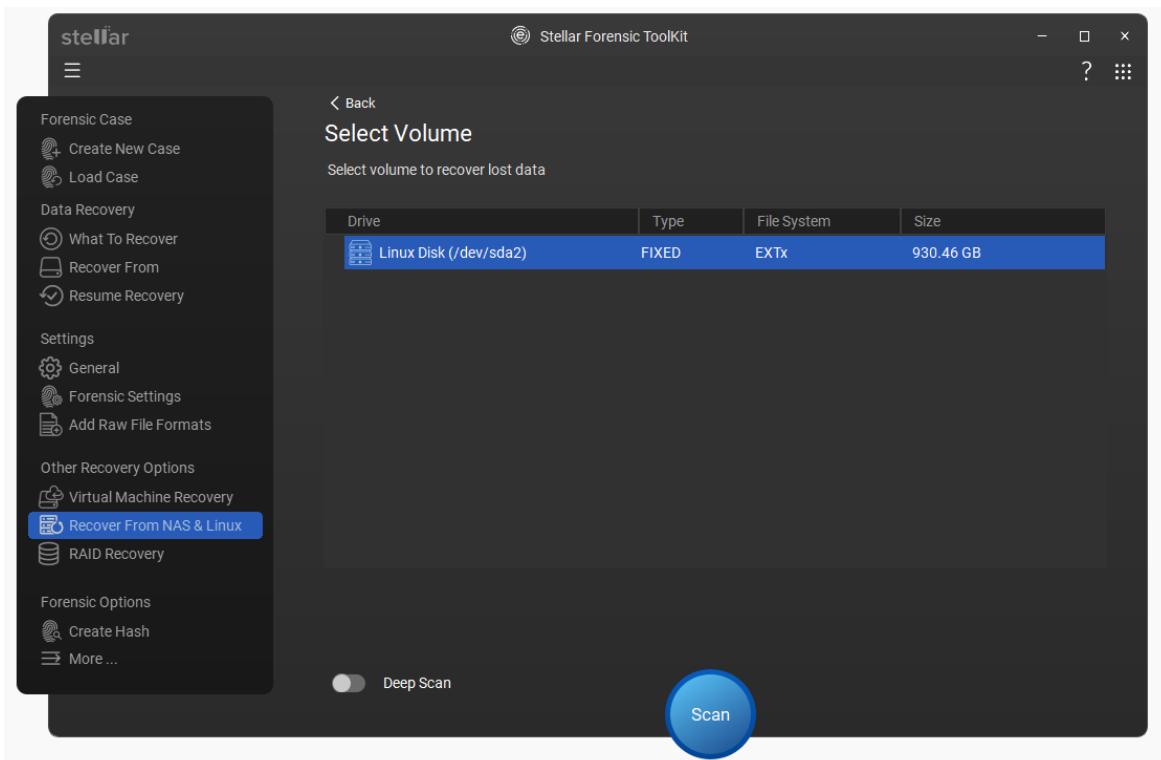 stellar
Stellar Forensic ToolKit
?
Forensic Case
Create New Case
Load Case
Data Recovery
What To Recover
Recover From
Resume Recovery
Settings
General
Forensic Settings
Add Raw File Formats
Other Recovery Options
Virtual Machine Recovery
Recover From NAS & Linux
RAID Recovery
Forensic Options
Create Hash
More ...
Back
Select Volume
Select volume to recover lost data
Drive Type File System Size
Linux Disk (/dev/sda2) FIXED EXTx 930.46 GB
Deep Scan
Scan